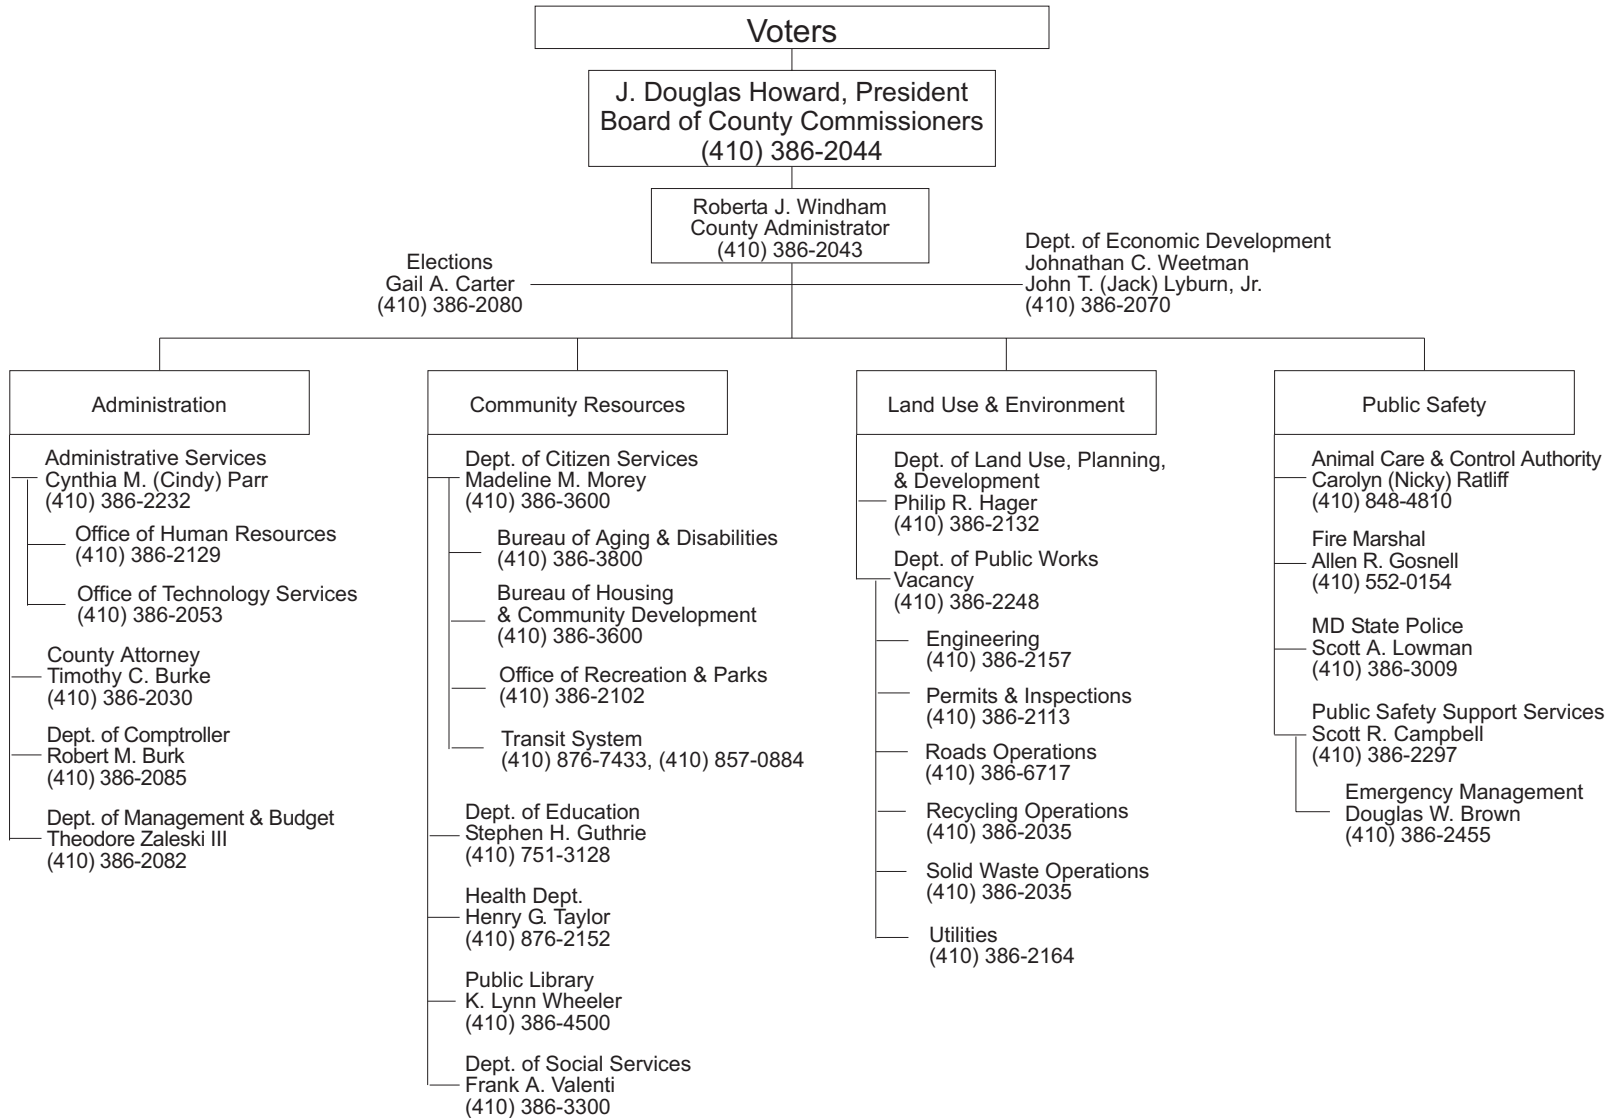 Voters
J. Douglas Howard, President
Board of County Commissioners
(410) 386-2044
Roberta J. Windham
County Administrator
(410) 386-2043
Elections
Gail A. Carter
(410) 386-2080
Dept. of Economic Development
Johnathan C. Weetman
John T. (Jack) Lyburn, Jr.
(410) 386-2070
Administration
Administrative Services
Cynthia M. (Cindy) Parr
(410) 386-2232
Office of Human Resources
(410) 386-2129
Office of Technology Services
(410) 386-2053
County Attorney
Timothy C. Burke
(410) 386-2030
Dept. of Comptroller
Robert M. Burk
(410) 386-2085
Dept. of Management & Budget
Theodore Zaleski III
(410) 386-2082
Community Resources
Dept. of Citizen Services
Madeline M. Morey
(410) 386-3600
Bureau of Aging & Disabilities
(410) 386-3800
Bureau of Housing
& Community Development
(410) 386-3600
Office of Recreation & Parks
(410) 386-2102
Transit System
(410) 876-7433, (410) 857-0884
Dept. of Education
Stephen H. Guthrie
(410) 751-3128
Health Dept.
Henry G. Taylor
(410) 876-2152
Public Library
K. Lynn Wheeler
(410) 386-4500
Dept. of Social Services
Frank A. Valenti
(410) 386-3300
Land Use & Environment
Dept. of Land Use, Planning,
& Development
Philip R. Hager
(410) 386-2132
Dept. of Public Works
Vacancy
(410) 386-2248
Engineering
(410) 386-2157
Permits & Inspections
(410) 386-2113
Roads Operations
(410) 386-6717
Recycling Operations
(410) 386-2035
Solid Waste Operations
(410) 386-2035
Utilities
(410) 386-2164
Public Safety
Animal Care & Control Authority
Carolyn (Nicky) Ratliff
(410) 848-4810
Fire Marshal
Allen R. Gosnell
(410) 552-0154
MD State Police
Scott A. Lowman
(410) 386-3009
Public Safety Support Services
Scott R. Campbell
(410) 386-2297
Emergency Management
Douglas W. Brown
(410) 386-2455